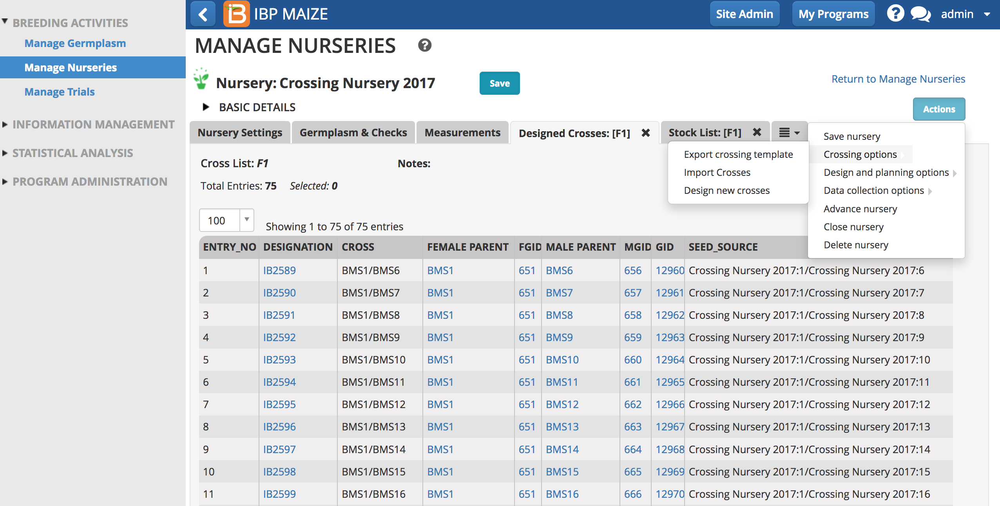 BREEDING ACTIVITIES
Manage Germplasm
Manage Nurseries
Manage Trials
INFORMATION MANAGEMENT
STATISTICAL ANALYSIS
PROGRAM ADMINISTRATION
iB IBP MAIZE Site Admin My Programs ? admin
MANAGE NURSERIES ?
Nursery: Crossing Nursery 2017 Save Return to Manage Nurseries
BASIC DETAILS Actions
Nursery Settings Germplasm & Checks Measurements Designed Crosses: [F1] Stock List: [F1]
Save nursery
Crossing options
Design and planning options
Data collection options
Advance nursery
Close nursery
Delete nursery
Export crossing template
Import Crosses
Design new crosses
Cross List: F1 Notes:
Total Entries: 75 Selected: 0
100 Showing 1 to 75 of 75 entries
ENTRY_NO DESIGNATION CROSS FEMALE PARENT FGID MALE PARENT MGID GID SEED_SOURCE
1 IB2589 BMS1/BMS6 BMS1 651 BMS6 656 12960 Crossing Nursery 2017:1/Crossing Nursery 2017:6
2 IB2590 BMS1/BMS7 BMS1 651 BMS7 657 12961 Crossing Nursery 2017:1/Crossing Nursery 2017:7
3 IB2591 BMS1/BMS8 BMS1 651 BMS8 658 12962 Crossing Nursery 2017:1/Crossing Nursery 2017:8
4 IB2592 BMS1/BMS9 BMS1 651 BMS9 659 12963 Crossing Nursery 2017:1/Crossing Nursery 2017:9
5 IB2593 BMS1/BMS10 BMS1 651 BMS10 660 12964 Crossing Nursery 2017:1/Crossing Nursery 2017:10
6 IB2594 BMS1/BMS11 BMS1 651 BMS11 661 12965 Crossing Nursery 2017:1/Crossing Nursery 2017:11
7 IB2595 BMS1/BMS12 BMS1 651 BMS12 662 12966 Crossing Nursery 2017:1/Crossing Nursery 2017:12
8 IB2596 BMS1/BMS13 BMS1 651 BMS13 663 12967 Crossing Nursery 2017:1/Crossing Nursery 2017:13
9 IB2597 BMS1/BMS14 BMS1 651 BMS14 664 12968 Crossing Nursery 2017:1/Crossing Nursery 2017:14
10 IB2598 BMS1/BMS15 BMS1 651 BMS15 665 12969 Crossing Nursery 2017:1/Crossing Nursery 2017:15
11 IB2599 BMS1/BMS16 BMS1 651 BMS16 666 12970 Crossing Nursery 2017:1/Crossing Nursery 2017:16